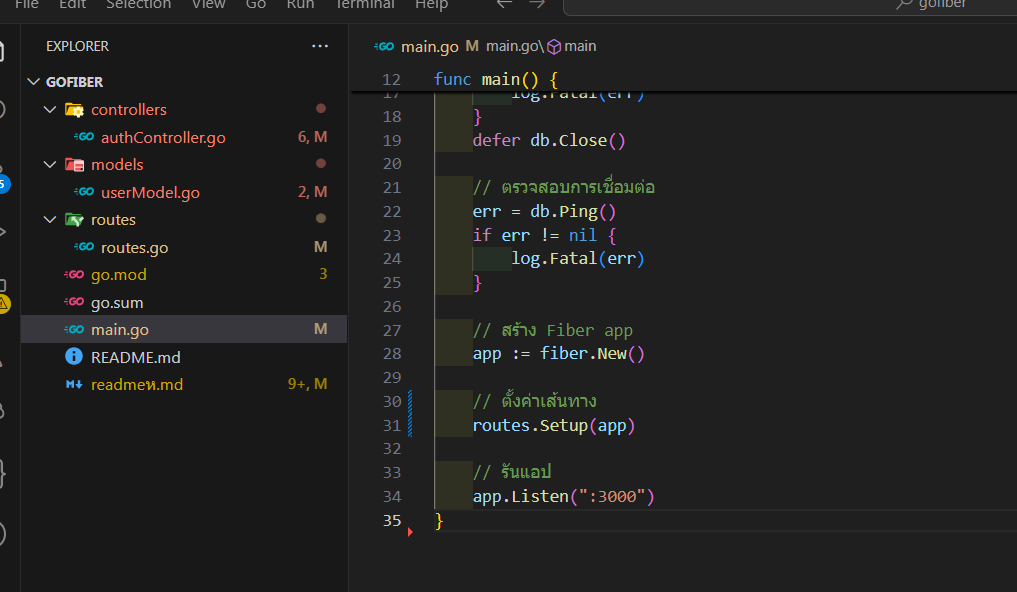 File Edit Selection View Go Run Terminal Help
gofiber
EXPLORER
GOFIBER
controllers
authController.go 6, M
models
userModel.go 2, M
routes
routes.go M
go.mod 3
go.sum
main.go M
README.md
readmeห.md 9+, M
main.go M main.go\ main
12 func main() {
17 log.Fatal(err)
18 }
19 defer db.Close()
20
21 // ตรวจสอบการเชื่อมต่อ
22 err = db.Ping()
23 if err != nil {
24 log.Fatal(err)
25 }
26
27 // สร้าง Fiber app
28 app := fiber.New()
29
30 // ตั้งค่าเส้นทาง
31 routes.Setup(app)
32
33 // รันแอป
34 app.Listen(":3000")
35 }